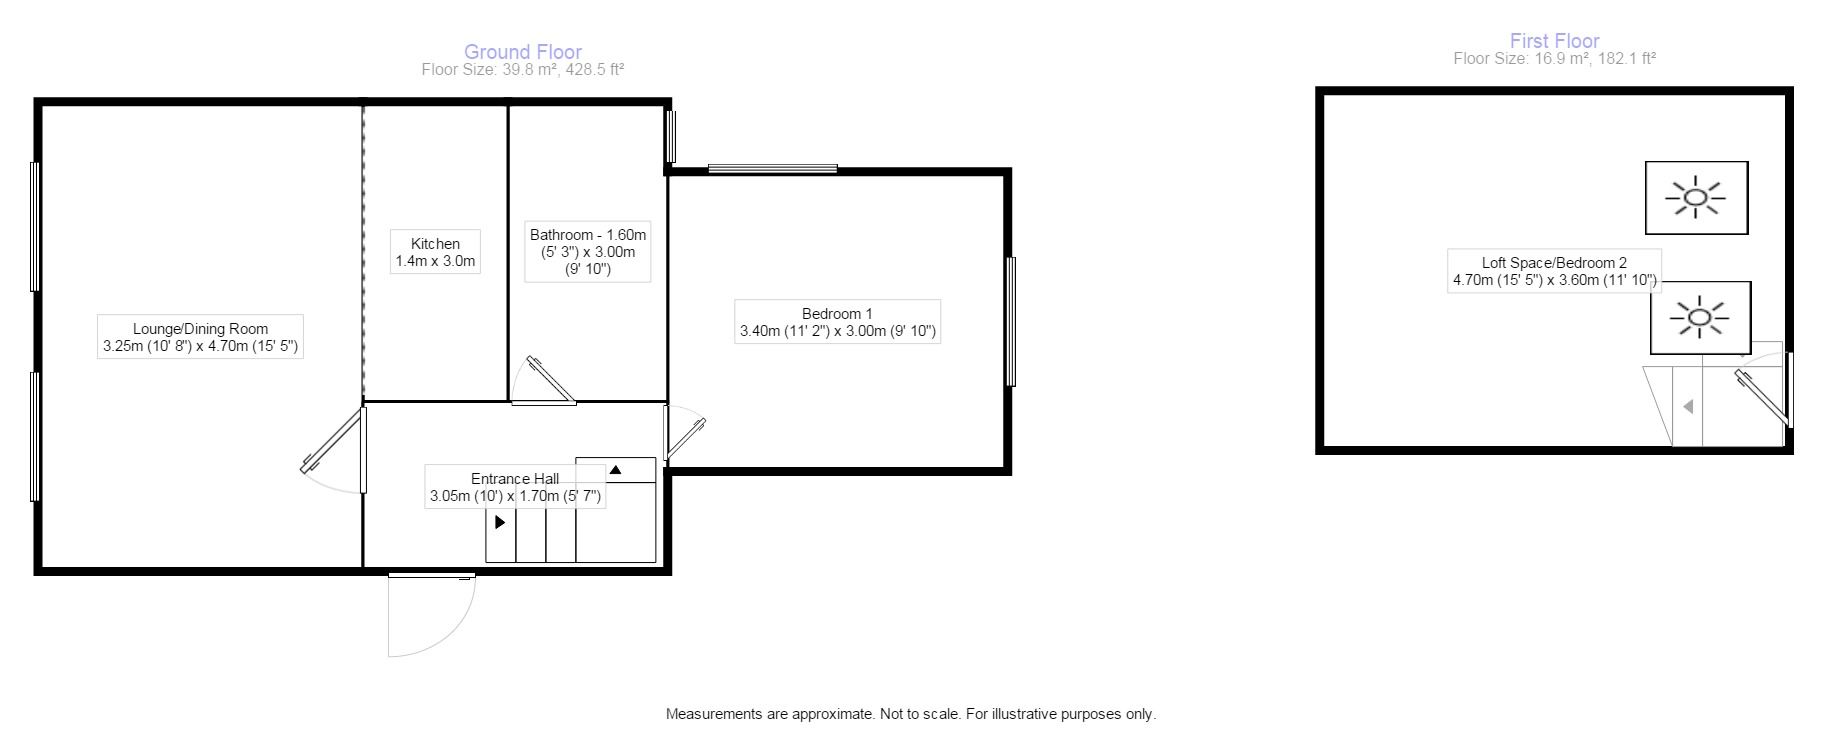 Ground Floor
Floor Size: 39.8 m², 428.5 ft²
First Floor
Floor Size: 16.9 m², 182.1 ft²
Kitchen
1.4m x 3.0m
Bathroom - 1.60m
(5' 3") x 3.00m
(9' 10")
Lounge/Dining Room
3.25m (10' 8") x 4.70m (15' 5")
Bedroom 1
3.40m (11' 2") x 3.00m (9' 10")
Entrance Hall
3.05m (10') x 1.70m (5' 7")
Loft Space/Bedroom 2
4.70m (15' 5") x 3.60m (11' 10")
Measurements are approximate. Not to scale. For illustrative purposes only.